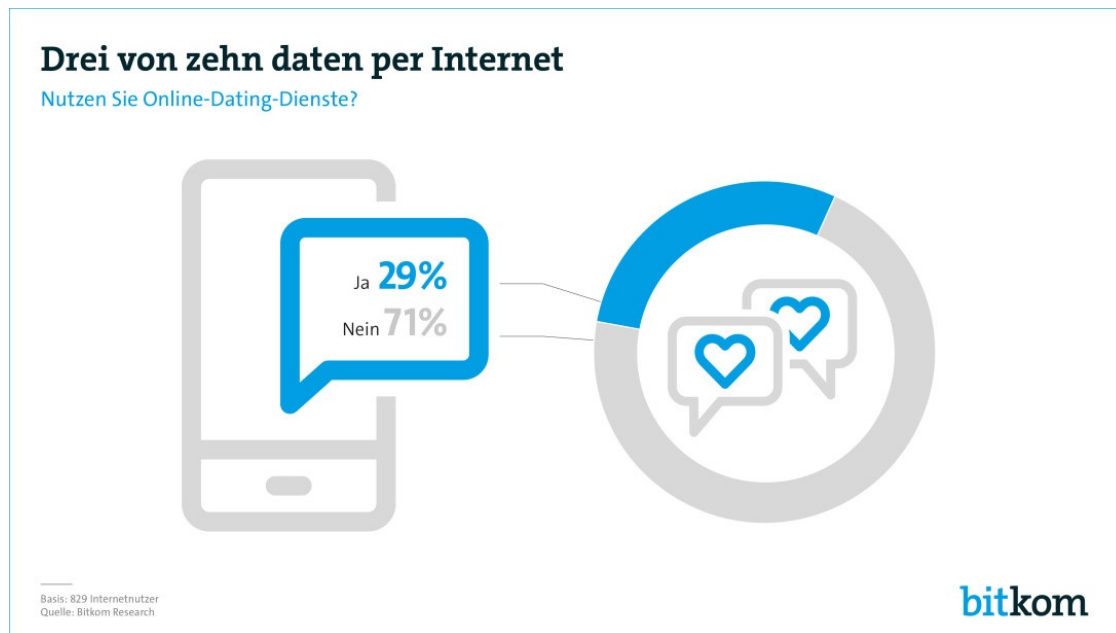 Drei von zehn daten per Internet
Nutzen Sie Online-Dating-Dienste?
Ja 29%
Nein 71%
Basis: 829 Internetnutzer
Quelle: Bitkom Research
bitkom